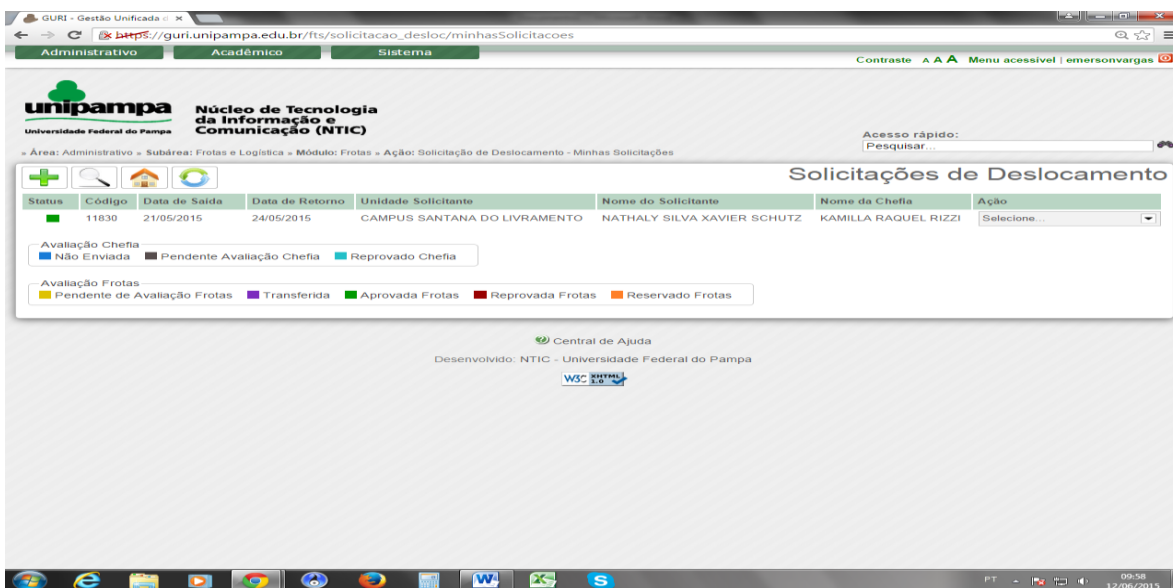 GURI - Gestão Unificada d
https://guri.unipampa.edu.br/fts/solicitacao_desloc/minhasSolicitacoes
Administrativo Acadêmico Sistema
Contraste A A A Menu acessível | emersonvargas
unipampa
Universidade Federal do Pampa
Núcleo de Tecnologia
da Informação e
Comunicação (NTIC)
Acesso rápido:
Pesquisar...
» Área: Administrativo » Subárea: Frotas e Logística » Módulo: Frotas » Ação: Solicitação de Deslocamento - Minhas Solicitações
Solicitações de Deslocamento
Status Código Data de Saída Data de Retorno Unidade Solicitante Nome do Solicitante Nome da Chefia Ação
11830 21/05/2015 24/05/2015 CAMPUS SANTANA DO LIVRAMENTO NATHALY SILVA XAVIER SCHUTZ KAMILLA RAQUEL RIZZI Selecione...
Avaliação Chefia
Não Enviada Pendente Avaliação Chefia Reprovado Chefia
Avaliação Frotas
Pendente de Avaliação Frotas Transferida Aprovada Frotas Reprovada Frotas Reservado Frotas
Central de Ajuda
Desenvolvido: NTIC - Universidade Federal do Pampa
W3C XHTML 1.0
PT 09:58
12/06/2015